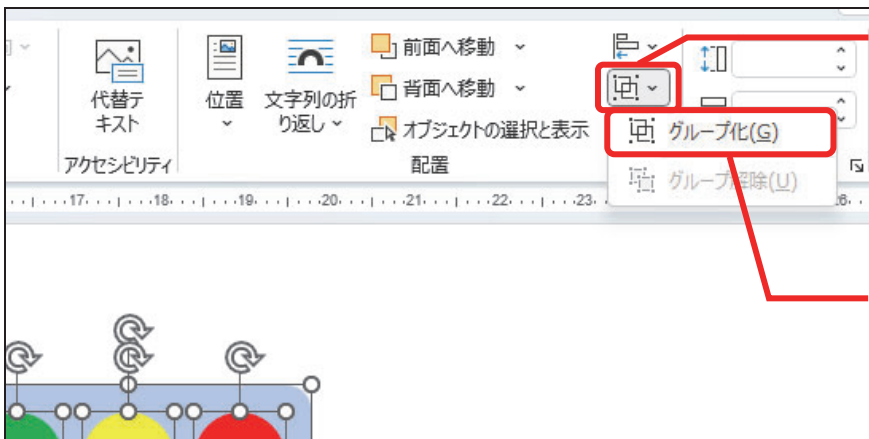 前面へ移動
代替テ
キスト
位置
文字列の折
り返し
背面へ移動
オブジェクトの選択と表示
グループ化(G)
アクセシビリティ
配置
グループ解除(U)
17 18 19 20 21 22 23